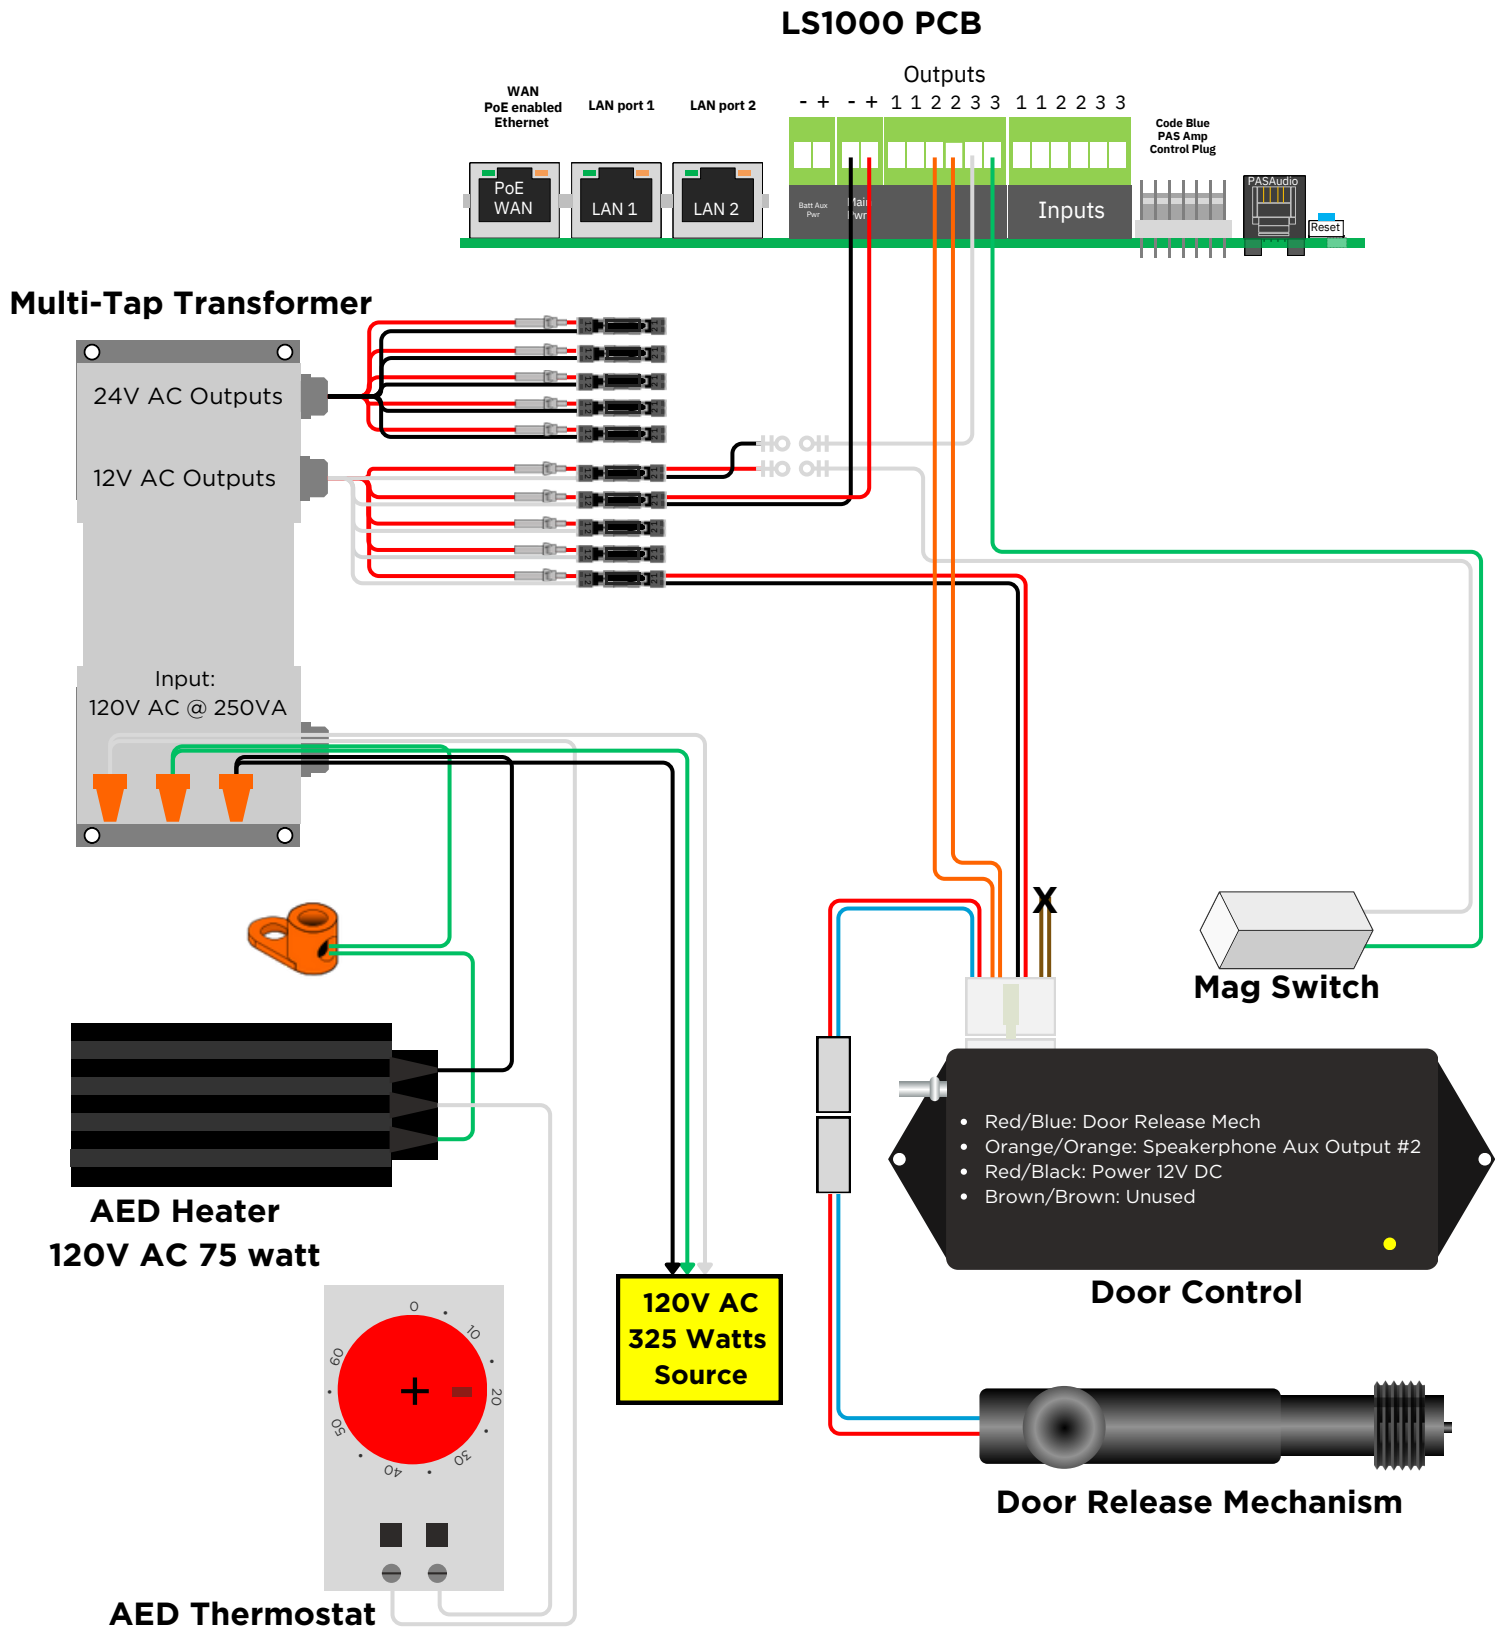 LS1000 PCB
Outputs
- + - + 1 1 2 2 3 3 1 1 2 2 3 3
WAN
PoE enabled
Ethernet
LAN port 1
LAN port 2
Code Blue
PAS Amp
Control Plug
PoE
WAN
LAN 1
LAN 2
Batt Aux
Pwr
Main
Pwr
Inputs
PASAudio
Reset
Multi-Tap Transformer
24V AC Outputs
12V AC Outputs
Input:
120V AC @ 250VA
X
Mag Switch
• Red/Blue: Door Release Mech
• Orange/Orange: Speakerphone Aux Output #2
• Red/Black: Power 12V DC
• Brown/Brown: Unused
Door Control
AED Heater
120V AC 75 watt
120V AC
325 Watts
Source
0
10
20
30
40
50
60
Door Release Mechanism
AED Thermostat